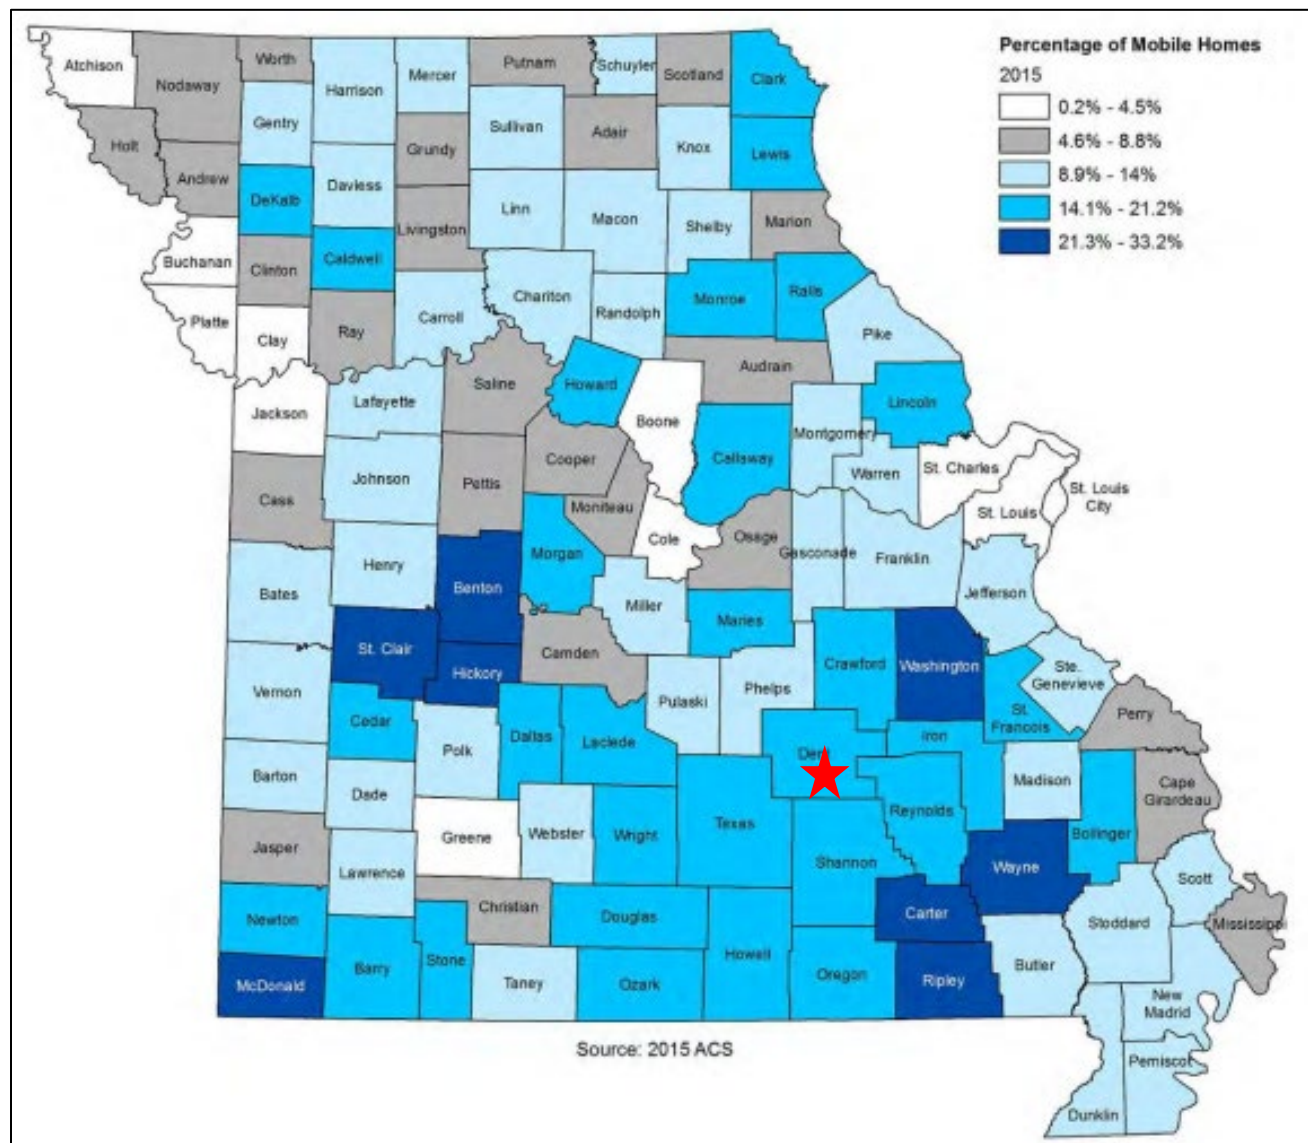 Percentage of Mobile Homes
2015
0.2% - 4.5%
4.6% - 8.8%
8.9% - 14%
14.1% - 21.2%
21.3% - 33.2%
Atchison
Nodaway
Worth
Harrison
Mercer
Putnam
Schuyler
Scotland
Clark
Holt
Gentry
Sullivan
Adair
Knox
Lewis
Andrew
DeKalb
Daviess
Grundy
Linn
Macon
Shelby
Marion
Livingston
Buchanan
Clinton
Caldwell
Chariton
Randolph
Monroe
Ralls
Platte
Clay
Ray
Carroll
Pike
Audrain
Saline
Howard
Jackson
Lafayette
Boone
Lincoln
Montgomery
Callaway
Warren
St. Charles
St. Louis
City
St. Louis
Cass
Johnson
Pettis
Cooper
Moniteau
Cole
Osage
Gasconade
Franklin
Jefferson
Bates
Henry
Benton
Morgan
Miller
Maries
St. Clair
Hickory
Camden
Crawford
Washington
Ste.
Genevieve
Vernon
Pulaski
Phelps
St.
Francois
Perry
Cedar
Polk
Dallas
Laclede
Dent
Iron
Barton
Dade
Madison
Cape
Girardeau
Greene
Webster
Wright
Texas
Reynolds
Bollinger
Jasper
Lawrence
Shannon
Wayne
Scott
Newton
Christian
Douglas
Carter
Stoddard
Mississippi
McDonald
Barry
Stone
Taney
Ozark
Howell
Oregon
Ripley
Butler
New
Madrid
Pemiscot
Dunklin
Source: 2015 ACS